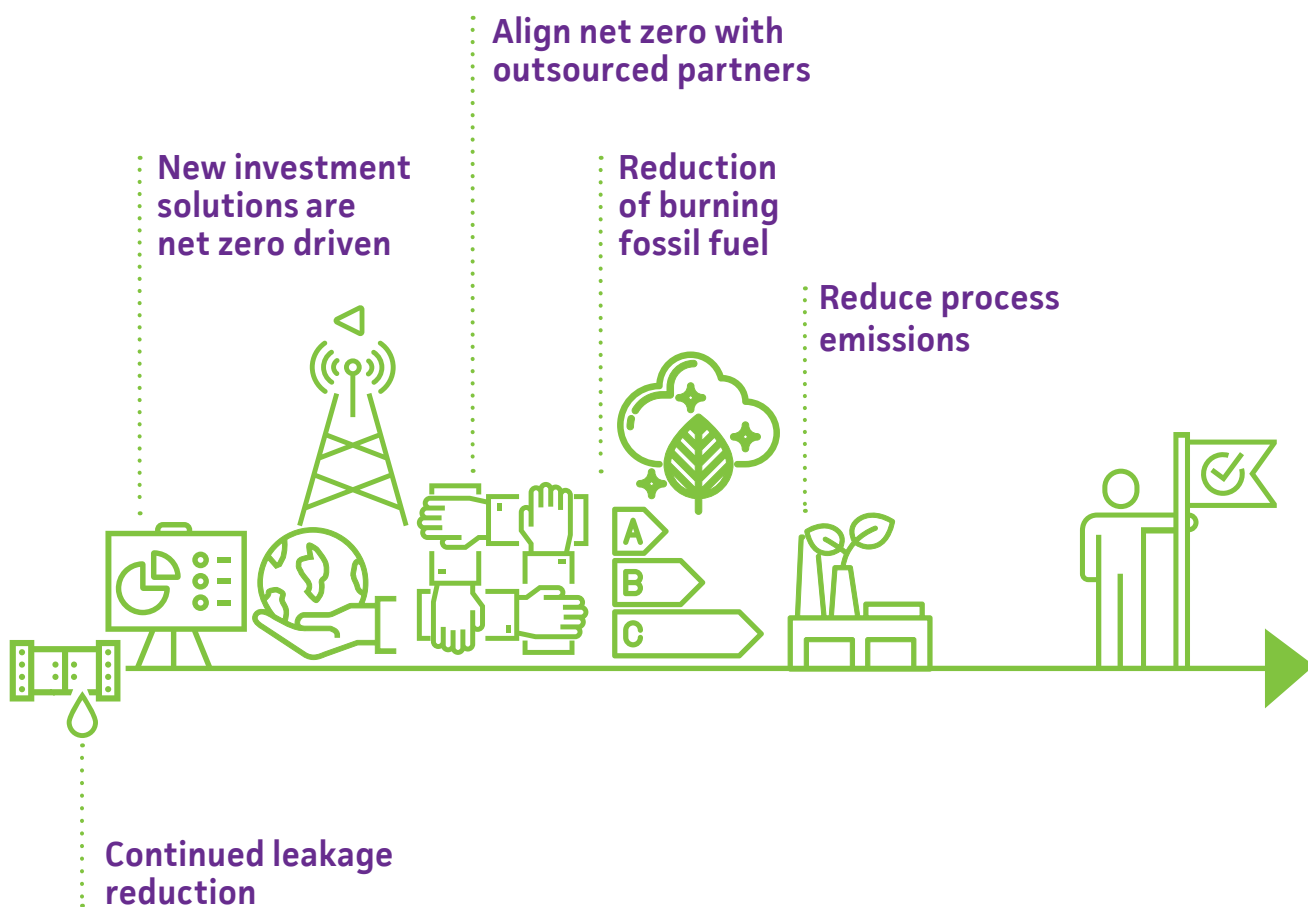 Align net zero with
outsourced partners
New investment
solutions are
net zero driven
Reduction
of burning
fossil fuel
Reduce process
emissions
A
B
C
Continued leakage
reduction